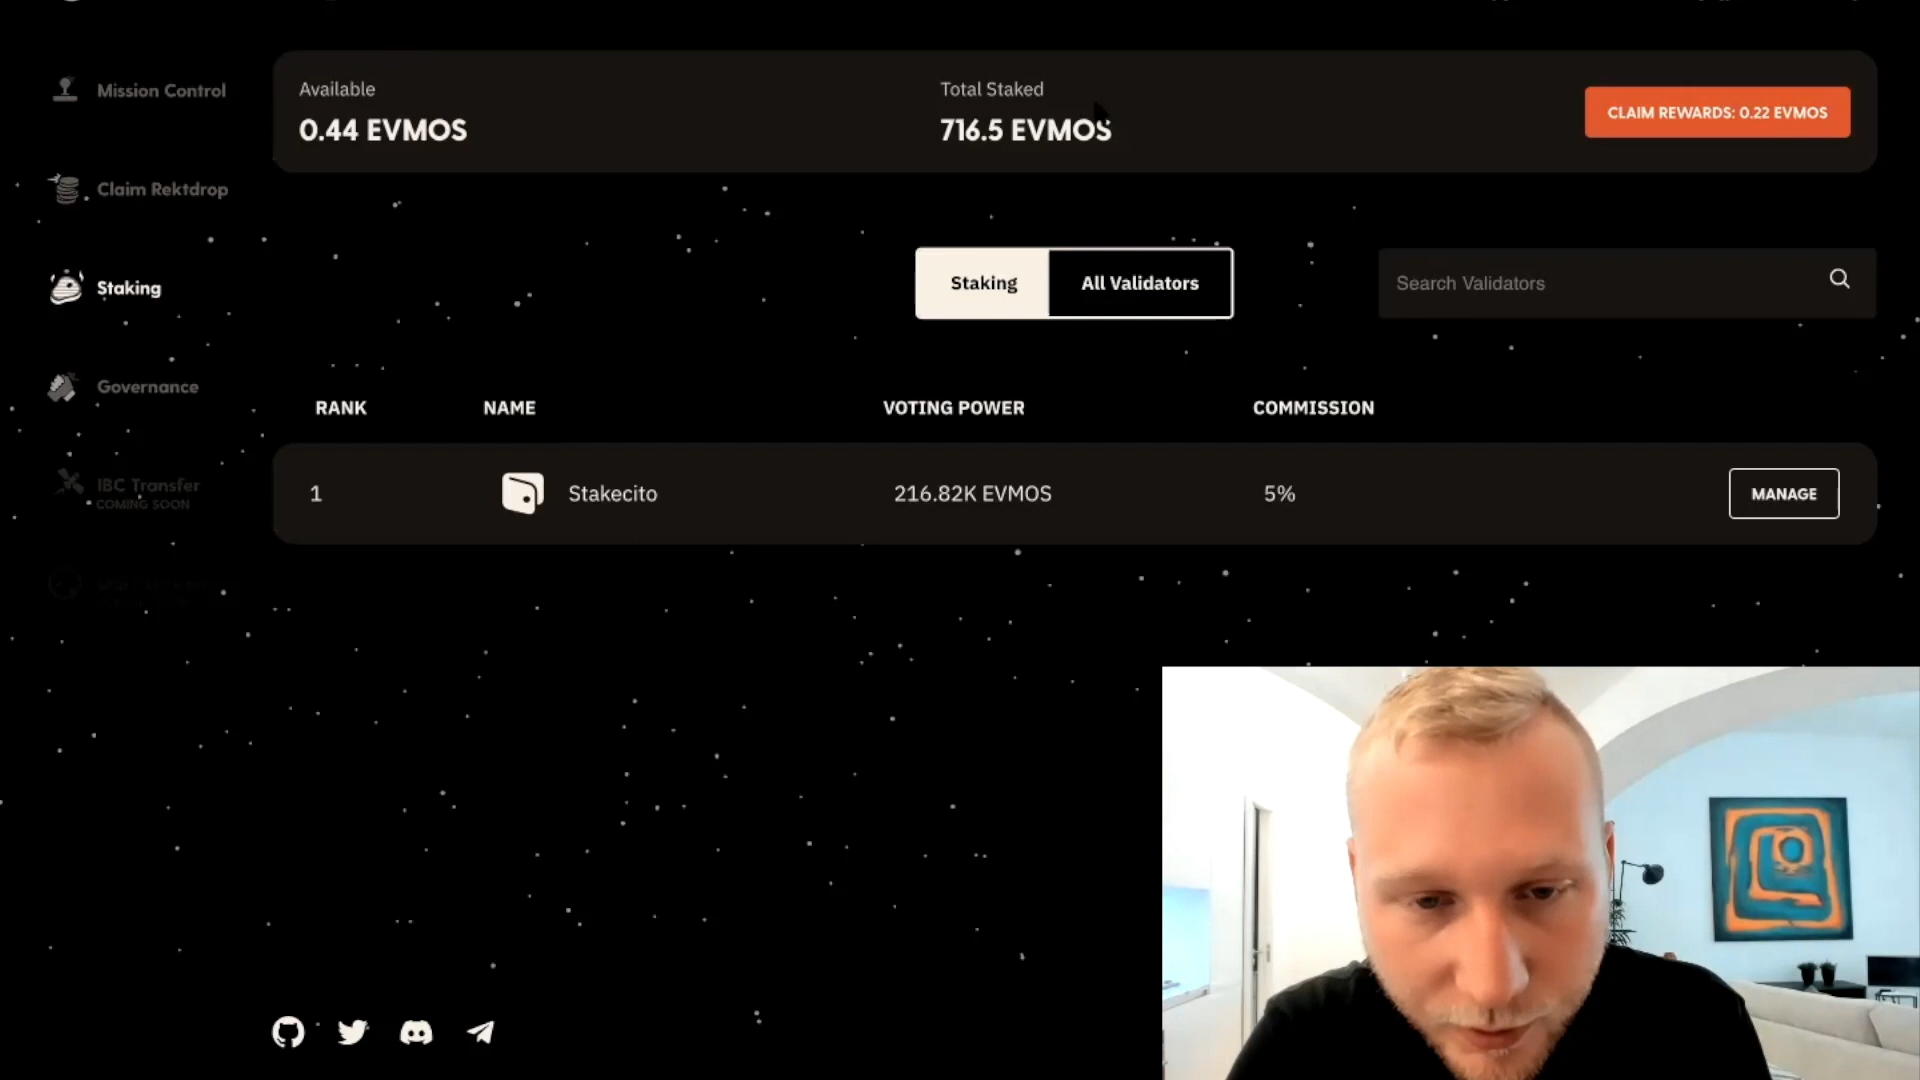 Mission Control
Available
0.44 EVMOS
Total Staked
716.5 EVMOS
CLAIM REWARDS: 0.22 EVMOS
Claim Rektdrop
Staking
Staking
All Validators
Search Validators
Governance
RANK
NAME
VOTING POWER
COMMISSION
IBC Transfer
COMING SOON
1
Stakecito
216.82K EVMOS
5%
MANAGE